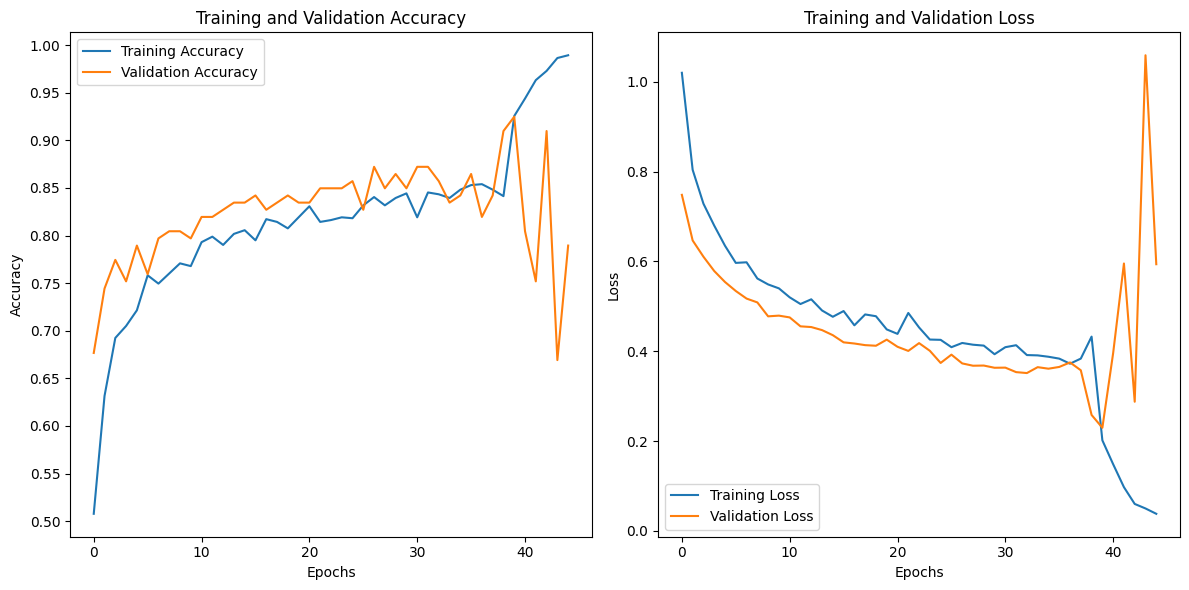 Training and Validation Accuracy
Training Accuracy
Validation Accuracy
1.00
0.95
0.90
0.85
0.80
0.75
0.70
0.65
0.60
0.55
0.50
Accuracy
0 10 20 30 40
Epochs
Training and Validation Loss
1.0
0.8
0.6
0.4
0.2
0.0
Loss
Training Loss
Validation Loss
0 10 20 30 40
Epochs